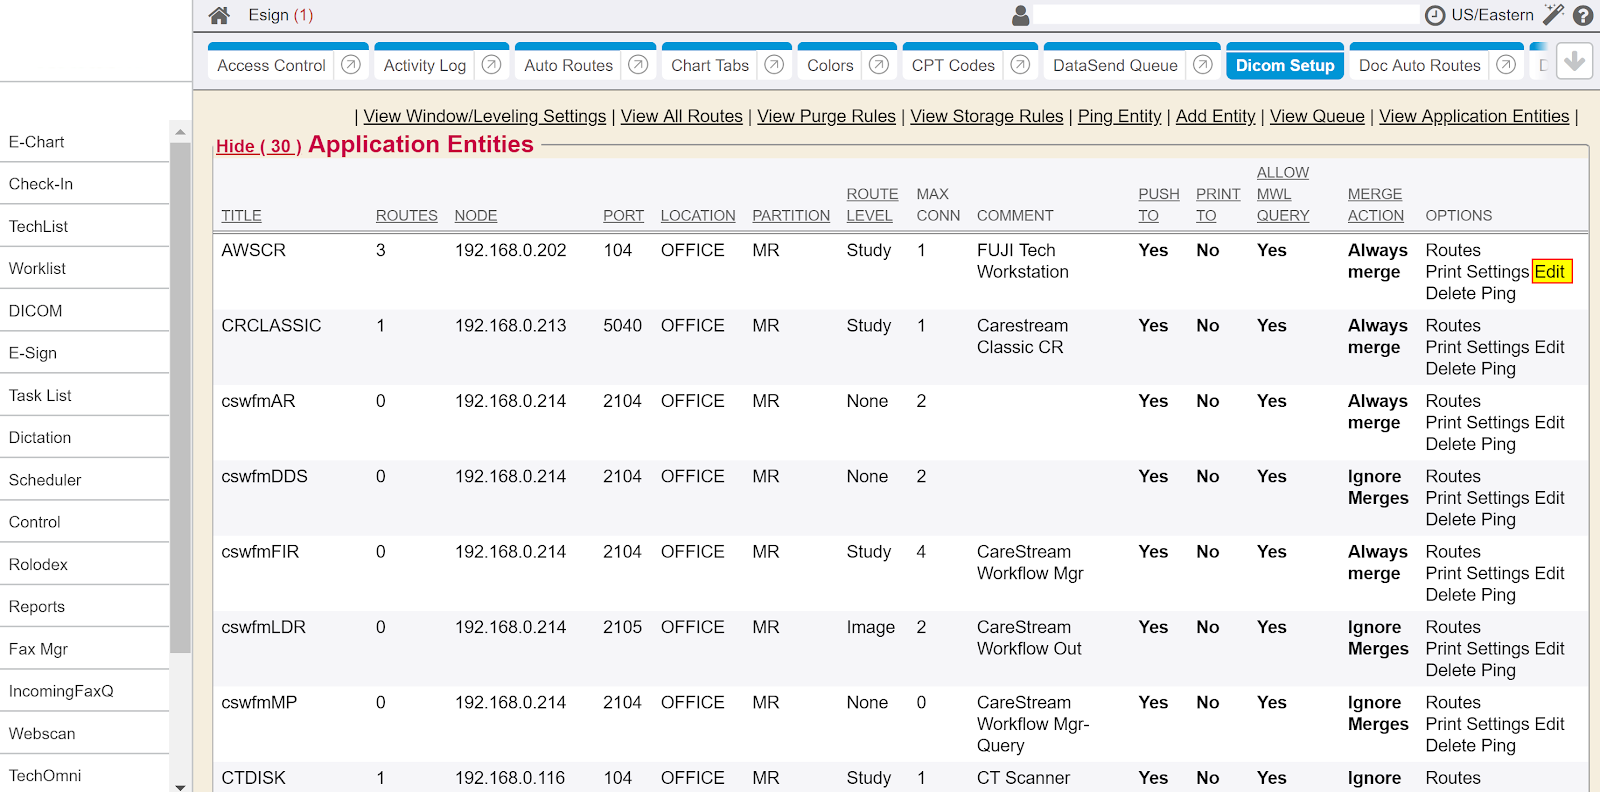 Esign (1)
US/Eastern
Access Control
Activity Log
Auto Routes
Chart Tabs
Colors
CPT Codes
DataSend Queue
Dicom Setup
Doc Auto Routes
E-Chart
Check-In
TechList
Worklist
DICOM
E-Sign
Task List
Dictation
Scheduler
Control
Rolodex
Reports
Fax Mgr
IncomingFaxQ
Webscan
TechOmni
| View Window/Leveling Settings | View All Routes | View Purge Rules | View Storage Rules | Ping Entity | Add Entity | View Queue | View Application Entities |
Hide ( 30 ) Application Entities
TITLE ROUTES NODE PORT LOCATION PARTITION ROUTE LEVEL MAX CONN COMMENT PUSH TO PRINT TO ALLOW MWL QUERY MERGE ACTION OPTIONS
AWSCR 3 192.168.0.202 104 OFFICE MR Study 1 FUJI Tech Workstation Yes No Yes Always merge Routes Print Settings Edit Delete Ping
CRCLASSIC 1 192.168.0.213 5040 OFFICE MR Study 1 Carestream Classic CR Yes No Yes Always merge Routes Print Settings Edit Delete Ping
cswfmAR 0 192.168.0.214 2104 OFFICE MR None 2 Yes No Yes Always merge Routes Print Settings Edit Delete Ping
cswfmDDS 0 192.168.0.214 2104 OFFICE MR None 2 Yes No Yes Ignore Merges Routes Print Settings Edit Delete Ping
cswfmFIR 0 192.168.0.214 2104 OFFICE MR Study 4 CareStream Workflow Mgr Yes No Yes Always merge Routes Print Settings Edit Delete Ping
cswfmLDR 0 192.168.0.214 2105 OFFICE MR Image 2 CareStream Workflow Out Yes No Yes Ignore Merges Routes Print Settings Edit Delete Ping
cswfmMP 0 192.168.0.214 2104 OFFICE MR None 0 CareStream Workflow Mgr-Query Yes No Yes Ignore Merges Routes Print Settings Edit Delete Ping
CTDISK 1 192.168.0.116 104 OFFICE MR Study 1 CT Scanner Yes No Yes Ignore Routes